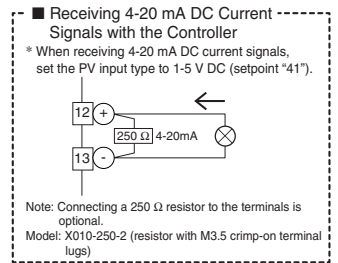 ■ Receiving 4-20 mA DC Current
Signals with the Controller
* When receiving 4-20 mA DC current signals,
set the PV input type to 1-5 V DC (setpoint “41”).
12 +
250 Ω 4-20mA
13 -
Note: Connecting a 250 Ω resistor to the terminals is
optional.
Model: X010-250-2 (resistor with M3.5 crimp-on terminal
lugs)